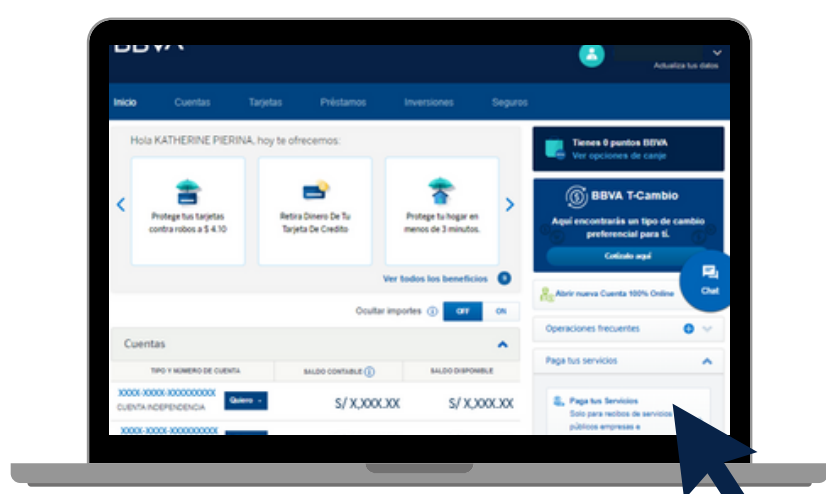 BBVA
Actualiza tus datos
Inicio Cuentas Tarjetas Préstamos Inversiones Seguros
Hola KATHERINE PIERINA, hoy te ofrecemos:
Protege tus tarjetas
contra robos a $ 4.10
Retira Dinero De Tu
Tarjeta De Credito
Protege tu hogar en
menos de 3 minutos.
Ver todos los beneficios
Ocultar importes OFF ON
Cuentas
TIPO Y NUMERO DE CUENTA SALDO CONTABLE SALDO DISPONIBLE
XXXX-XXXX-XXXXXXXXX
CUENTA INDEPENDENCIA
Quiero
S/ X,XXX.XX S/ X,XXX.XX
XXXX-XXXX-XXXXXXXXXX
Tienes 0 puntos BBVA
Ver opciones de canje
BBVA T-Cambio
Aquí encontrarás un tipo de cambio
preferencial para ti.
Cotízalo aquí
Chat
Abrir nueva Cuenta 100% Online
Operaciones frecuentes
Paga tus servicios
Paga tus Servicios
Solo para recibos de servicios
públicos empresas e